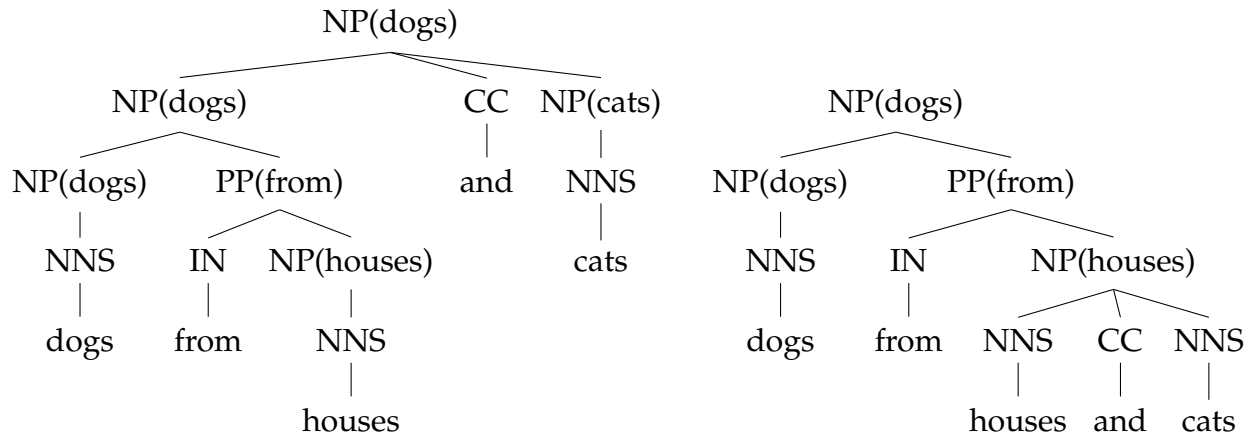 NP(dogs)
NP(dogs) CC NP(cats) NP(dogs)
NP(dogs) PP(from) and NNS NP(dogs) PP(from)
NNS IN NP(houses) cats NNS IN NP(houses)
dogs from NNS dogs from NNS CC NNS
houses houses and cats